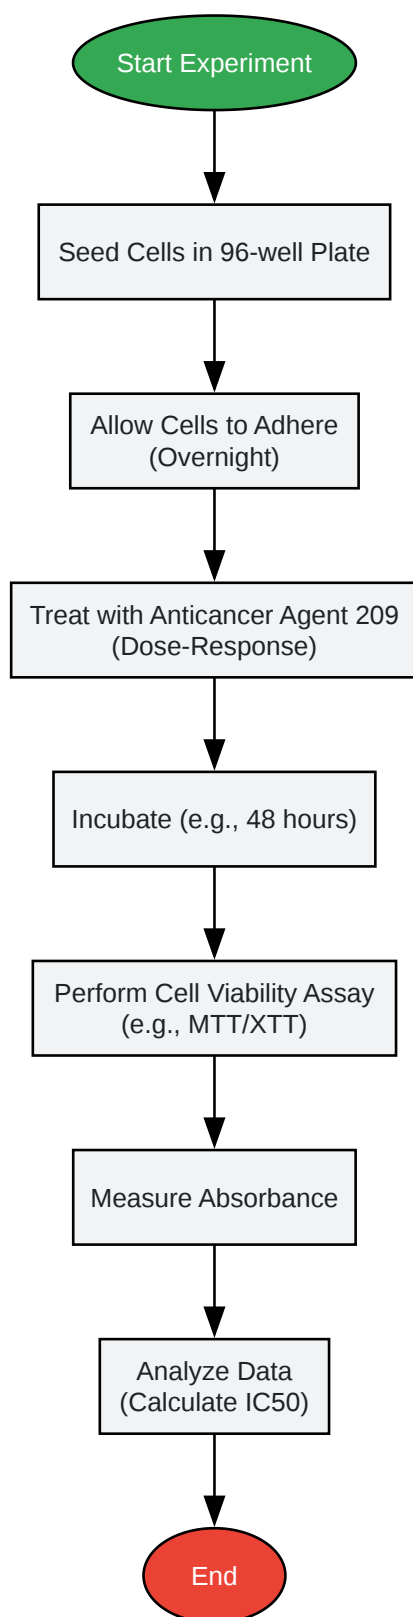 Start Experiment
Seed Cells in 96-well Plate
Allow Cells to Adhere
(Overnight)
Treat with Anticancer Agent 209
(Dose-Response)
Incubate (e.g., 48 hours)
Perform Cell Viability Assay
(e.g., MTT/XTT)
Measure Absorbance
Analyze Data
(Calculate IC50)
End